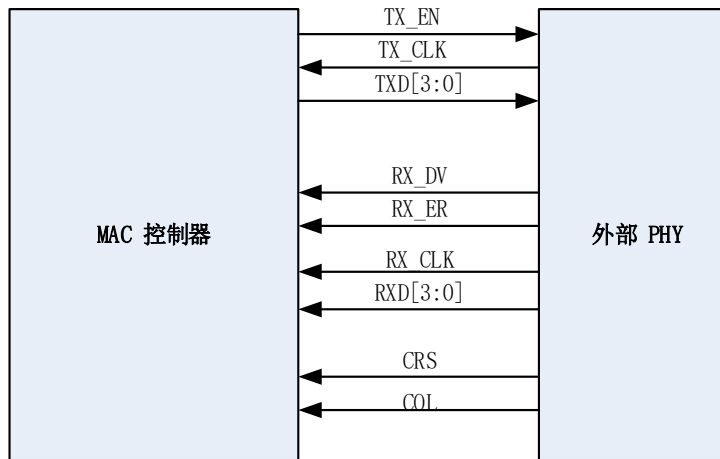 TX_EN
TX_CLK
TXD[3:0]
RX_DV
RX_ER
MAC 控制器
外部 PHY
RX_CLK
RXD[3:0]
CRS
COL